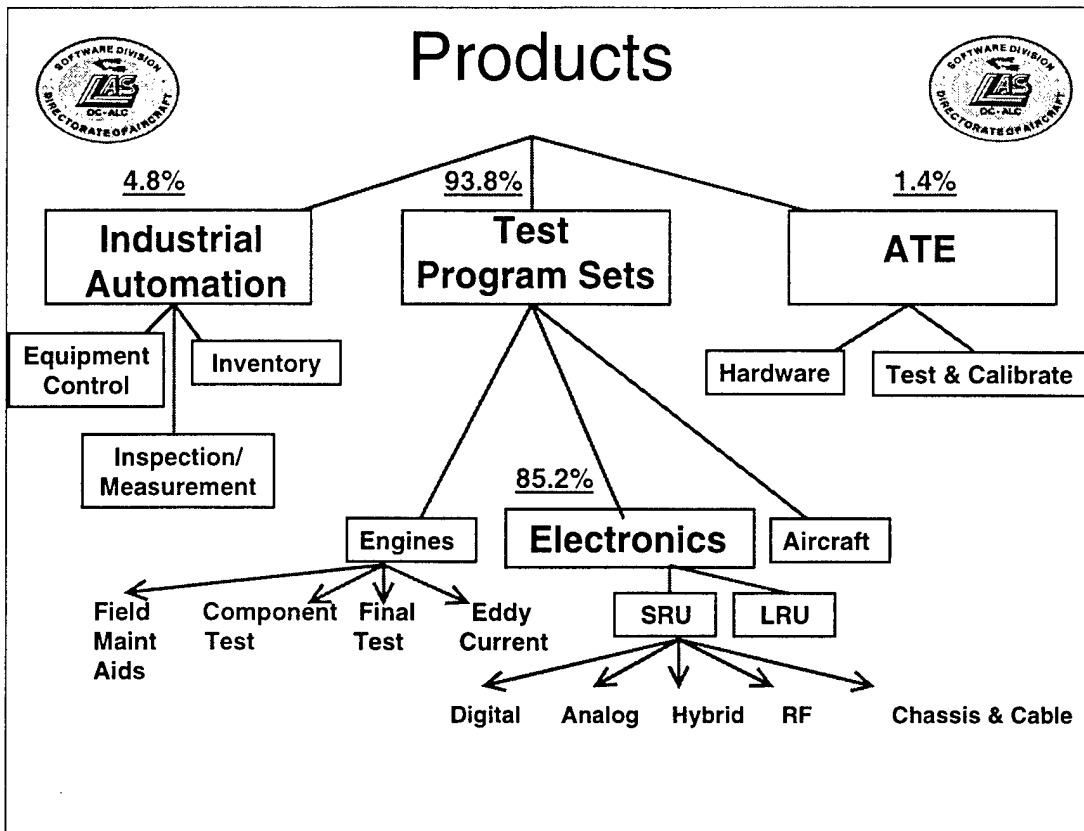 Products
SOFTWARE DIVISION
LAS
OC-ALC
DIRECTORATE OF AIRCRAFT
SOFTWARE DIVISION
LAS
OC-ALC
DIRECTORATE OF AIRCRAFT
4.8%
93.8%
1.4%
Industrial
Automation
Test
Program Sets
ATE
Equipment
Control
Inventory
Inspection/
Measurement
Hardware
Test & Calibrate
85.2%
Engines
Electronics
Aircraft
Field
Maint
Aids
Component
Test
Final
Test
Eddy
Current
SRU
LRU
Digital
Analog
Hybrid
RF
Chassis & Cable